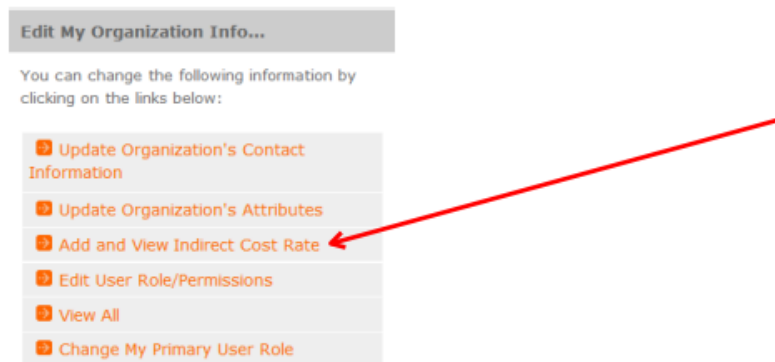 Edit My Organization Info...
You can change the following information by
clicking on the links below:
Update Organization's Contact
Information
Update Organization's Attributes
Add and View Indirect Cost Rate
Edit User Role/Permissions
View All
Change My Primary User Role